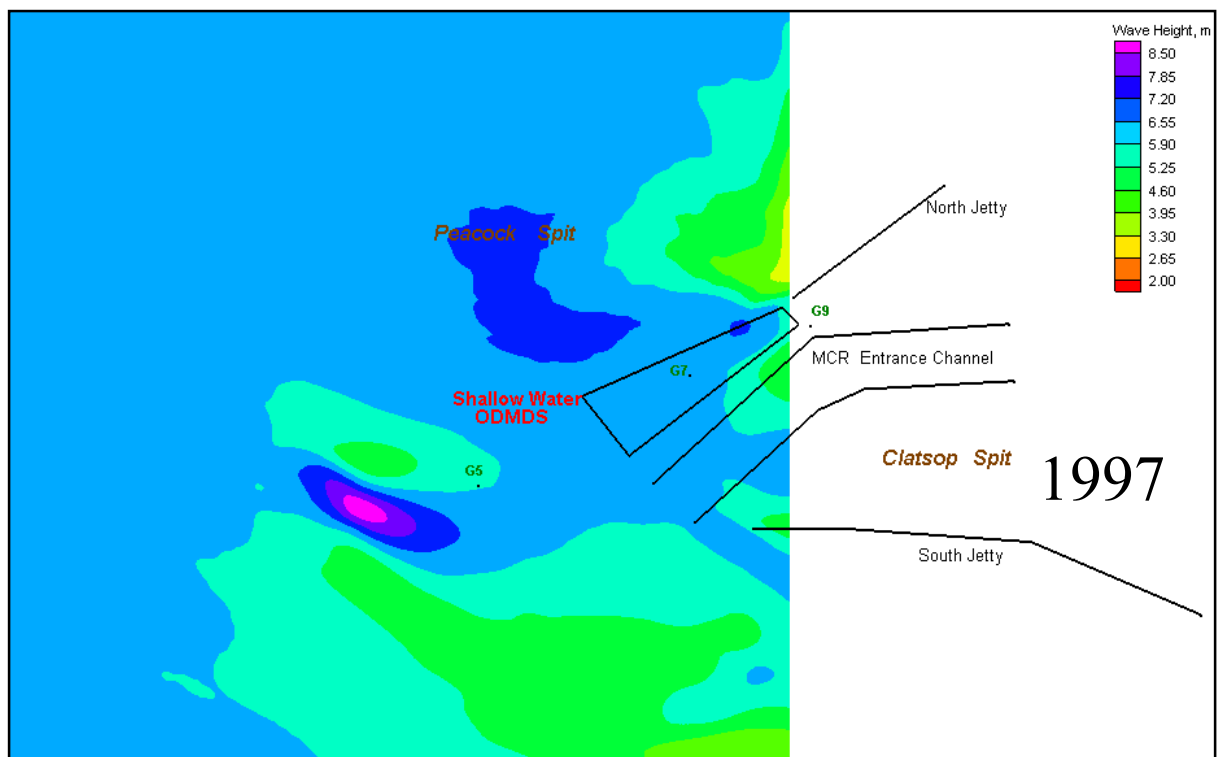 Wave Height, m
8.50
7.85
7.20
6.55
5.90
5.25
4.60
3.95
3.30
2.65
2.00
North Jetty
Peacock Spit
G9
MCR Entrance Channel
G7
Shallow Water
ODMDS
Clatsop Spit
G5
1997
South Jetty